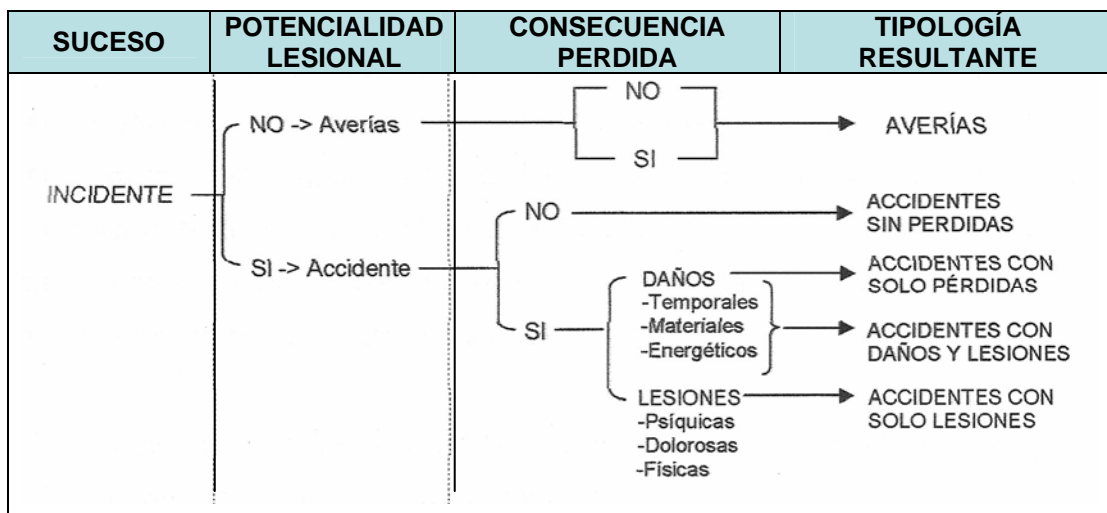 SUCESO
POTENCIALIDAD
LESIONAL
CONSECUENCIA
PERDIDA
TIPOLOGÍA
RESULTANTE
NO
NO -> Averías
AVERÍAS
SI
INCIDENTE
NO
ACCIDENTES
SIN PERDIDAS
SI -> Accidente
DAÑOS
-Temporales
-Materiales
-Energéticos
ACCIDENTES CON
SOLO PÉRDIDAS
SI
ACCIDENTES CON
DAÑOS Y LESIONES
LESIONES
-Psíquicas
-Dolorosas
-Físicas
ACCIDENTES CON
SOLO LESIONES